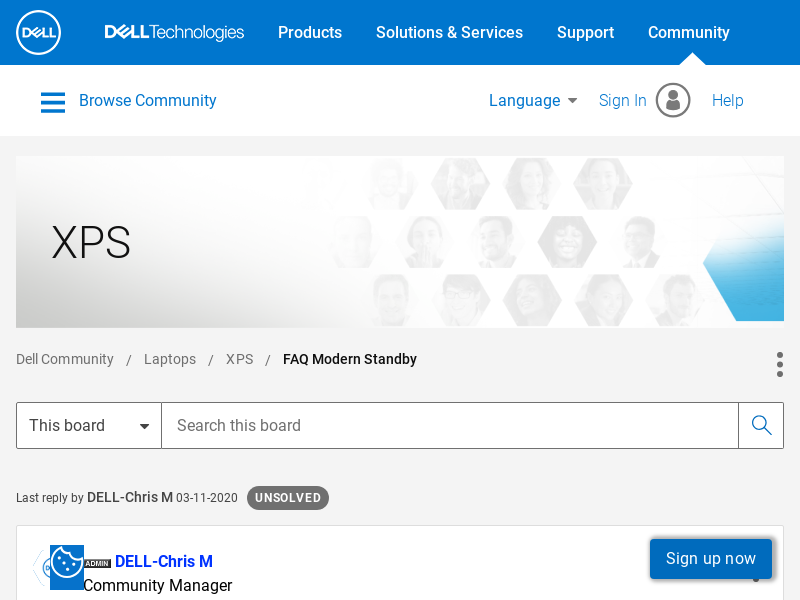 DELL DELLTechnologies Products Solutions & Services Support Community
Browse Community Language Sign In Help
XPS
Dell Community / Laptops / XPS / FAQ Modern Standby
This board Search this board
Last reply by DELL-Chris M 03-11-2020 UNSOLVED
ADMIN DELL-Chris M
Sign up now
Community Manager